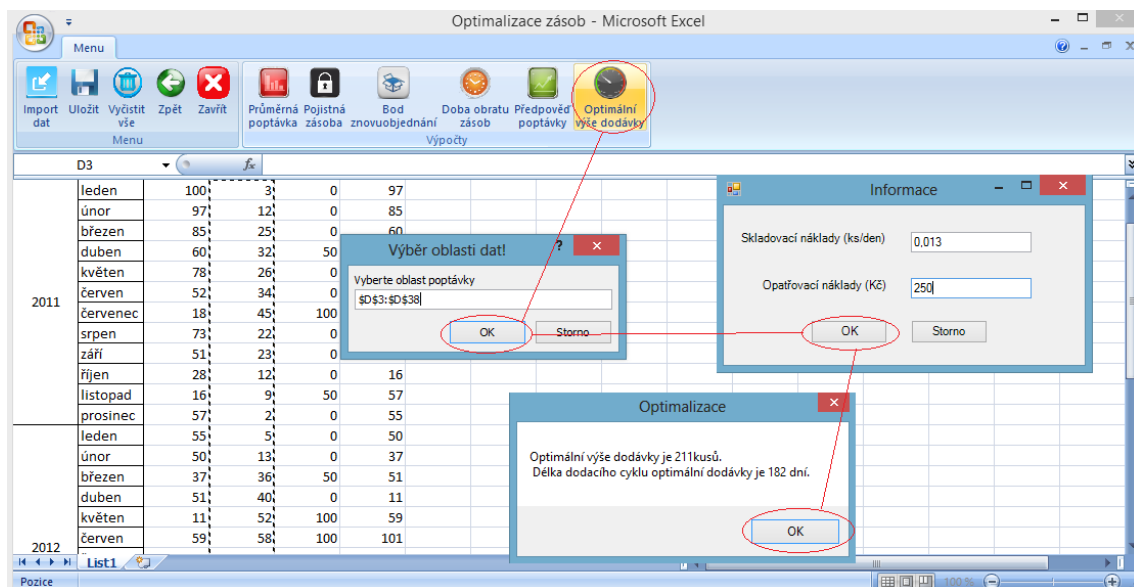 Optimalizace zásob - Microsoft Excel
Menu
Import dat
Uložit
Vyčistit vše
Zpět
Zavřít
Menu
Průměrná poptávka
Pojistná zásoba
Bod znovuobjednání
Doba obratu zásob
Předpověď poptávky
Optimální výše dodávky
Výpočty
D3
fx
2011
leden 100 3 0 97
únor 97 12 0 85
březen 85 25 0 60
duben 60 32 50
květen 78 26 0
červen 52 34 0
červenec 18 45 100
srpen 73 22 0
září 51 23 0
říjen 28 12 0 16
listopad 16 9 50 57
prosinec 57 2 0 55
2012
leden 55 5 0 50
únor 50 13 0 37
březen 37 36 50 51
duben 51 40 0 11
květen 11 52 100 59
červen 59 58 100 101
Výběr oblasti dat!
?
Vyberte oblast poptávky
$D$3:$D$38
OK
Storno
Informace
Skladovací náklady (ks/den) 0,013
Opatřovací náklady (Kč) 250
OK
Storno
Optimalizace
Optimální výše dodávky je 211kusů.
Délka dodacího cyklu optimální dodávky je 182 dní.
OK
List1
Pozice
100 %